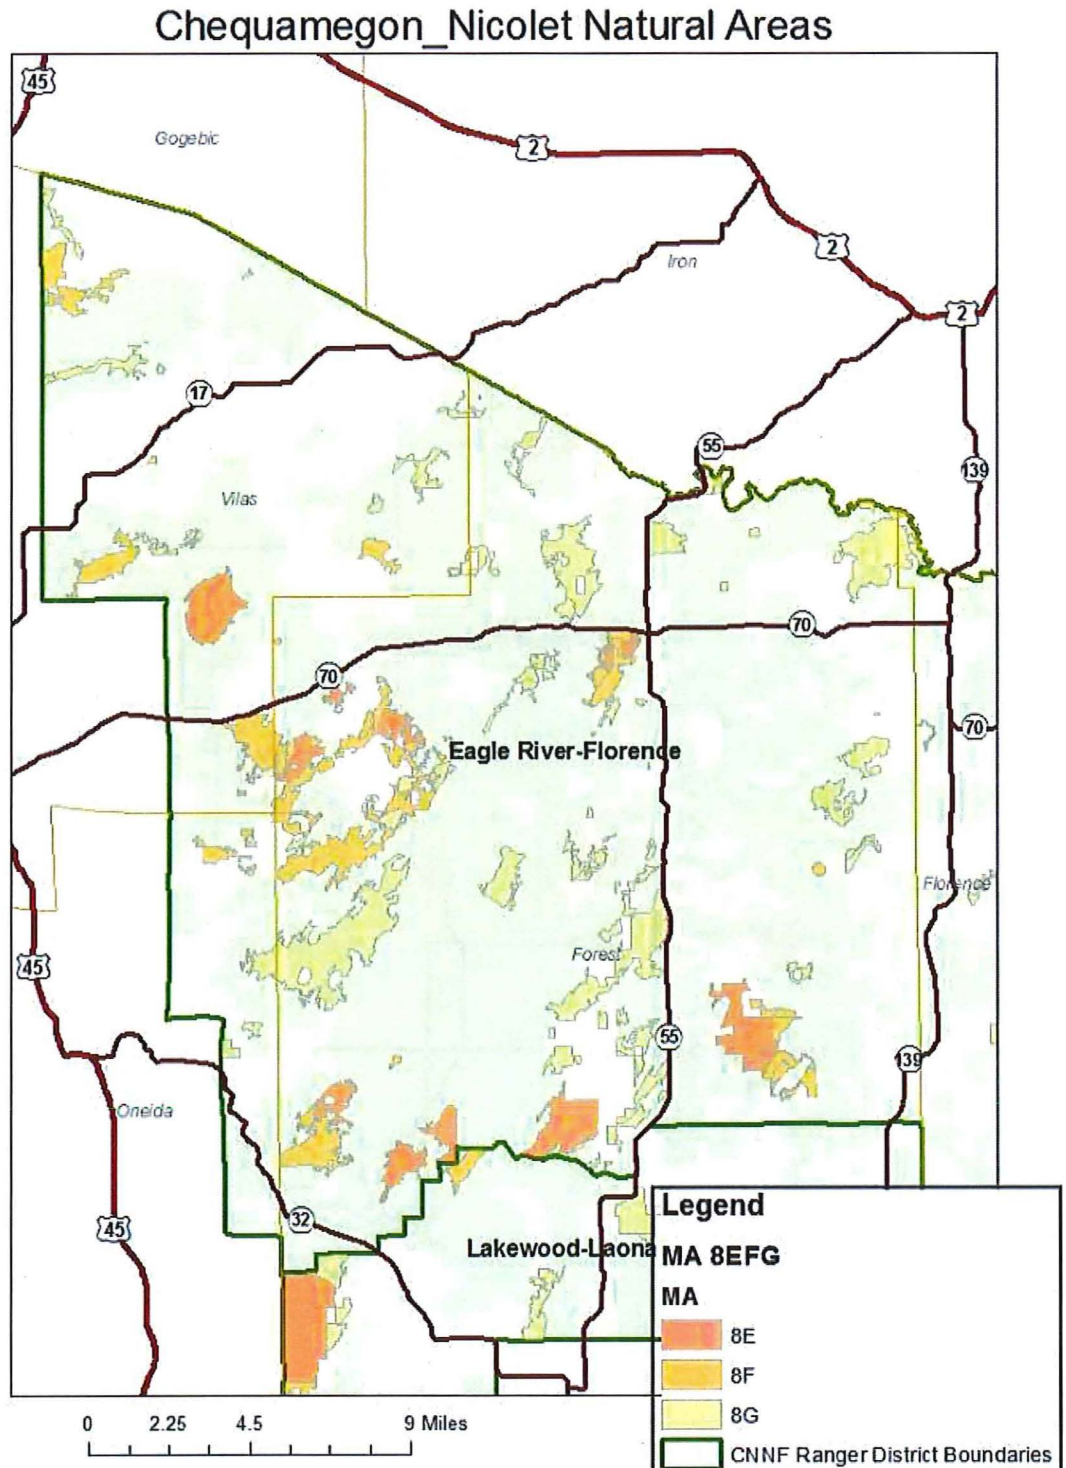 Chequamegon_Nicolet Natural Areas
45
Gogebic
2
2
Iron
2
17
55
139
Vilas
70
70
70
Eagle River-Florence
Florence
45
Forest
55
139
Oneida
45
32
Lakewood-Laona
Legend
MA 8EFG
MA
8E
8F
8G
CNNF Ranger District Boundaries
0 2.25 4.5 9 Miles